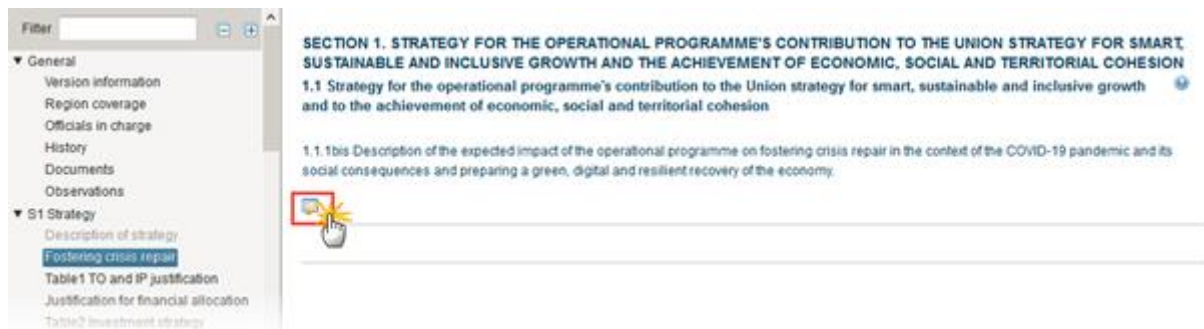 Filter
▼ General
Version information
Region coverage
Officials in charge
History
Documents
Observations
▼ S1 Strategy
Description of strategy
Fostering crisis repair
Table1 TO and IP justification
Justification for financial allocation
Table2 Investment strategy
SECTION 1. STRATEGY FOR THE OPERATIONAL PROGRAMME'S CONTRIBUTION TO THE UNION STRATEGY FOR SMART,
SUSTAINABLE AND INCLUSIVE GROWTH AND THE ACHIEVEMENT OF ECONOMIC, SOCIAL AND TERRITORIAL COHESION
1.1 Strategy for the operational programme's contribution to the Union strategy for smart, sustainable and inclusive growth
and to the achievement of economic, social and territorial cohesion
1.1.1bis Description of the expected impact of the operational programme on fostering crisis repair in the context of the COVID-19 pandemic and its
social consequences and preparing a green, digital and resilient recovery of the economy.